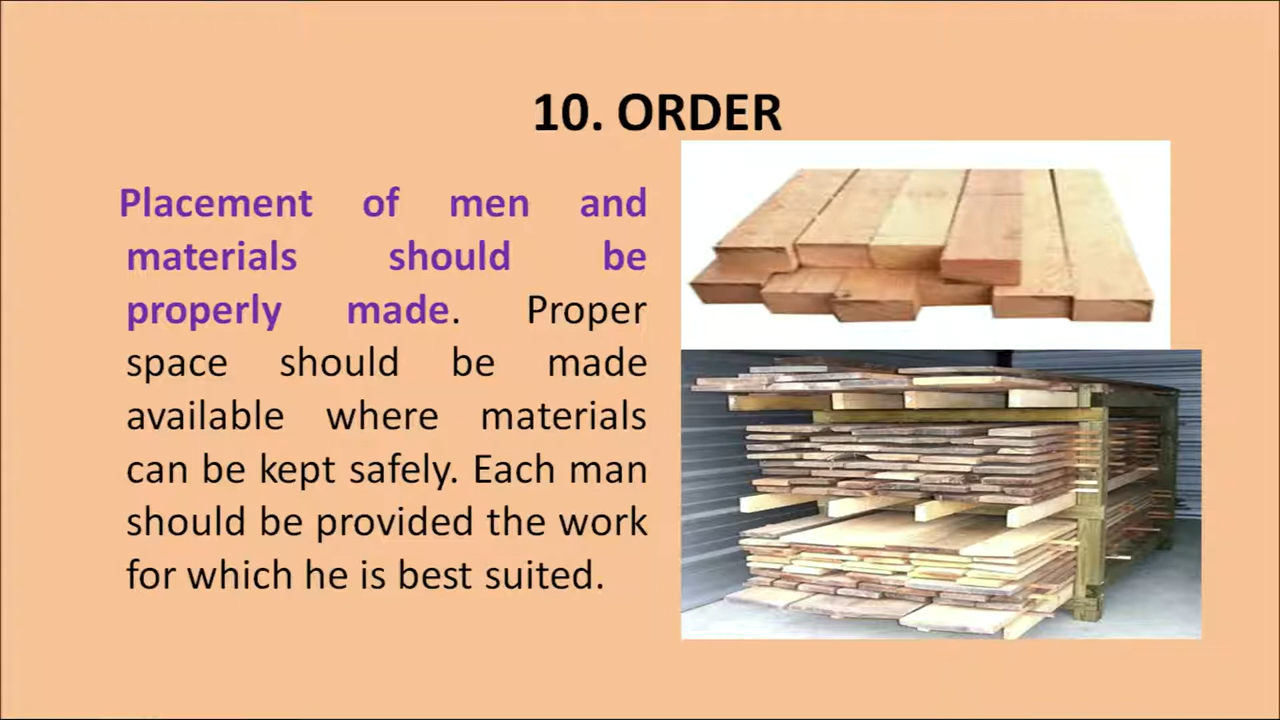 10. ORDER
Placement of men and
materials should be
properly made. Proper
space should be made
available where materials
can be kept safely. Each man
should be provided the work
for which he is best suited.